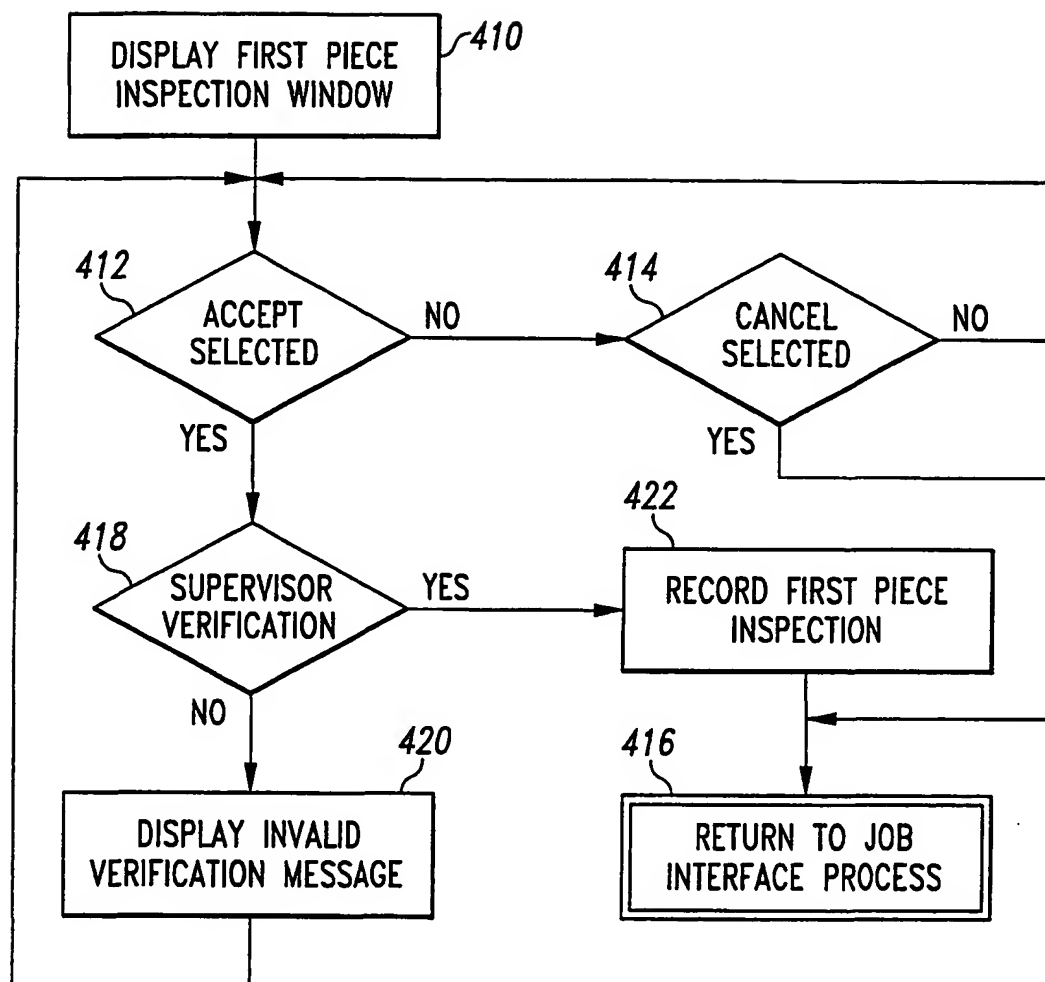 DISPLAY FIRST PIECE
INSPECTION WINDOW
410
412
ACCEPT
SELECTED
NO
YES
414
CANCEL
SELECTED
NO
YES
418
SUPERVISOR
VERIFICATION
YES
NO
422
RECORD FIRST PIECE
INSPECTION
420
DISPLAY INVALID
VERIFICATION MESSAGE
416
RETURN TO JOB
INTERFACE PROCESS